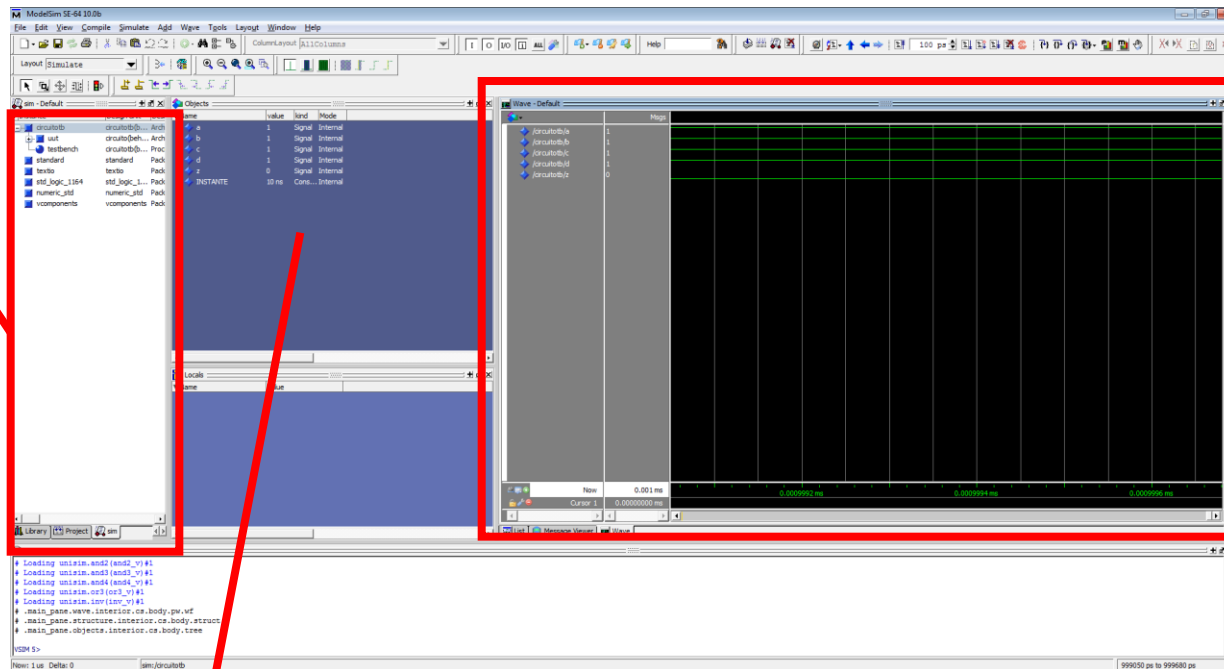 ModelSim SE-64 10.0b
File Edit View Compile Simulate Add Wave Tools Layout Window Help
ColumnLayout AllColumns
Help
100 ps
Layout Simulate
sim - Default
Objects
Wave - Default
value kind Mode
Msgs
circuitotb circuitotb(b... Arch
uut circuito(beh... Arch
testbench circuitotb(b... Proc
standard standard Pack
textio textio Pack
std_logic_1164 std_logic_1... Pack
numeric_std numeric_std Pack
vcomponents vcomponents Pack
a 1 Signal Internal
b 1 Signal Internal
c 1 Signal Internal
d 1 Signal Internal
z 0 Signal Internal
INSTANTE 10 ns Cons... Internal
/circuitotb/a 1
/circuitotb/b 1
/circuitotb/c 1
/circuitotb/d 1
/circuitotb/z 0
Locals
Now 0.001 ms
Cursor 1 0.00000000 ms
0.0009992 ms 0.0009994 ms 0.0009996 ms
Library Project sim
List Message Viewer Wave
# Loading unisim.and2(and2_v)#1
# Loading unisim.and3(and3_v)#1
# Loading unisim.and4(and4_v)#1
# Loading unisim.or3(or3_v)#1
# Loading unisim.inv(inv_v)#1
# .main_pane.wave.interior.cs.body.pw.wf
# .main_pane.structure.interior.cs.body.struct
# .main_pane.objects.interior.cs.body.tree
VSIM 5>
Now: 1 us Delta: 0
sim:/circuitotb
999050 ps to 999680 ps